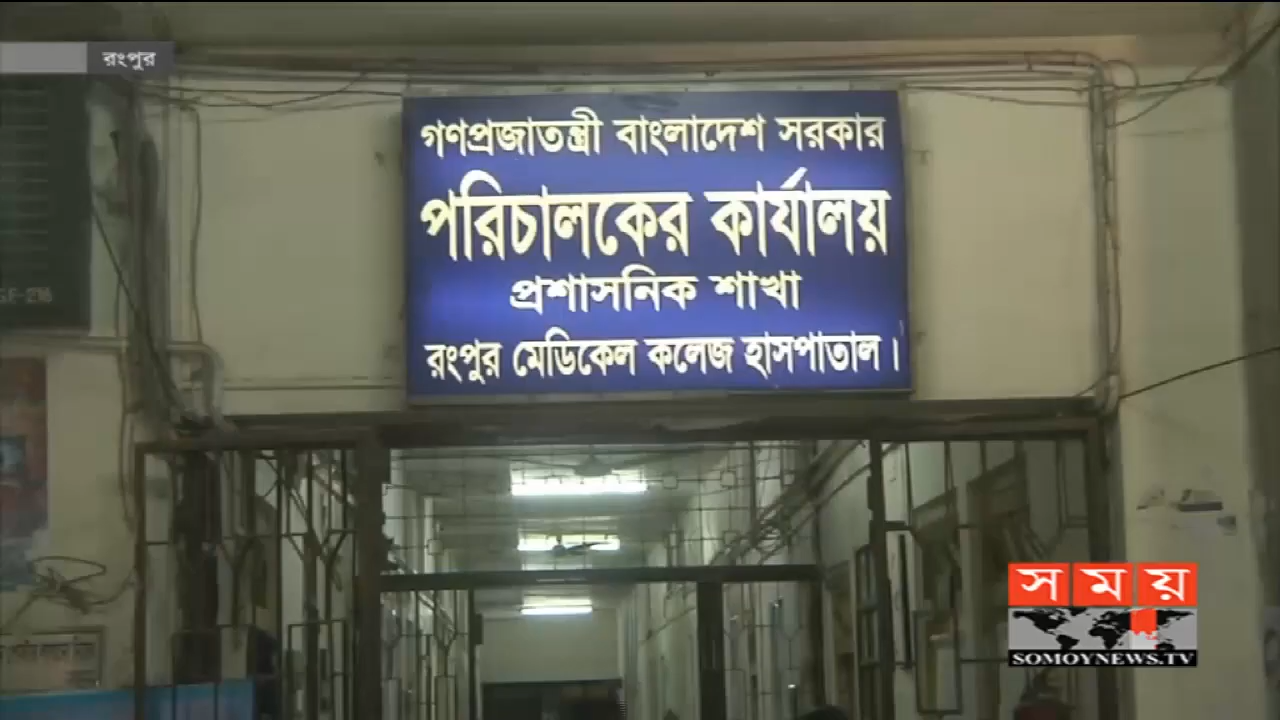 রংপুর
গণপ্রজাতন্ত্রী বাংলাদেশ সরকার
পরিচালকের কার্যালয়
প্রশাসনিক শাখা
রংপুর মেডিকেল কলেজ হাসপাতাল।
সময়
SOMOYNEWS.TV